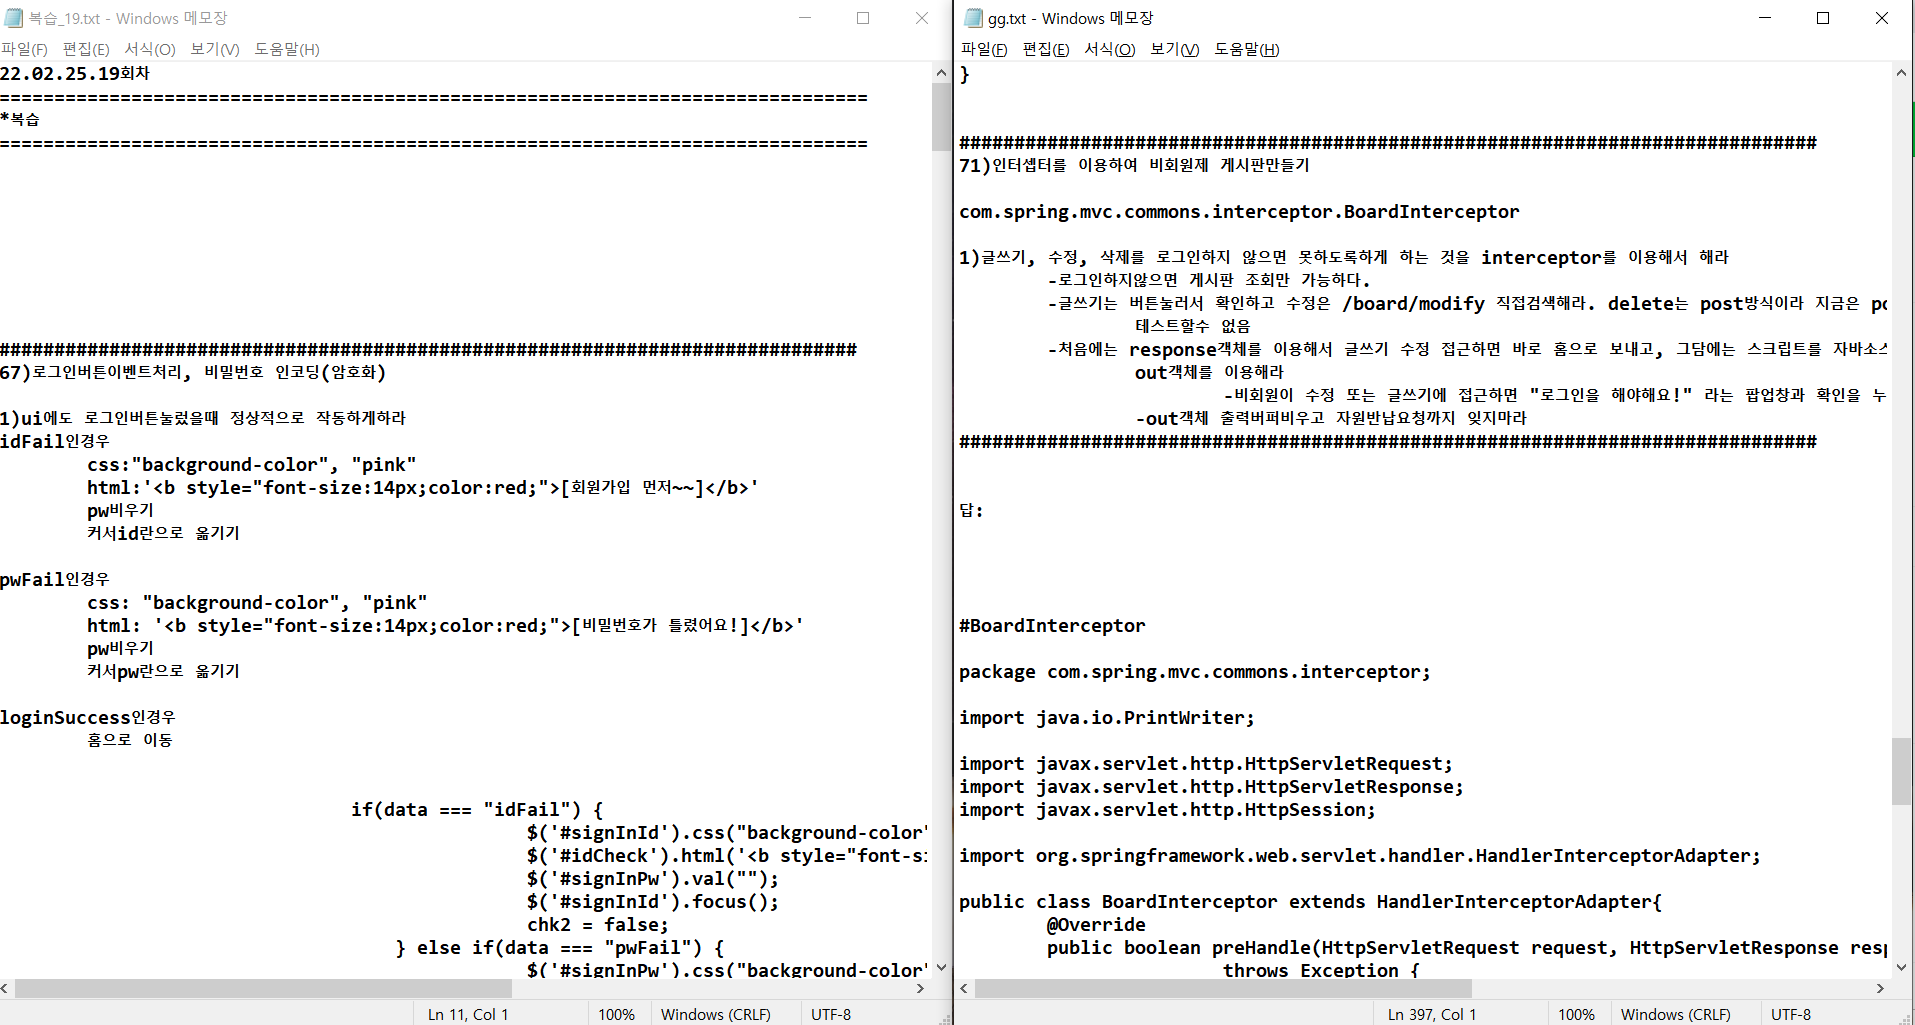 복습_19.txt - Windows 메모장
파일(F) 편집(E) 서식(O) 보기(V) 도움말(H)
22.02.25.19회차
===============================================================================
*복습
===============================================================================
##############################################################################
67)로그인버튼이벤트처리, 비밀번호 인코딩(암호화)
1)ui에도 로그인버튼눌렀을때 정상적으로 작동하게하라
idFail인경우
css:"background-color", "pink"
html:'<b style="font-size:14px;color:red;">[회원가입 먼저~~]</b>'
pw비우기
커서id란으로 옮기기
pwFail인경우
css: "background-color", "pink"
html: '<b style="font-size:14px;color:red;">[비밀번호가 틀렸어요!]</b>'
pw비우기
커서pw란으로 옮기기
loginSuccess인경우
홈으로 이동
if(data === "idFail") {
$('#signInId').css("background-color"
$('#idCheck').html('<b style="font-si
$('#signInPw').val("");
$('#signInId').focus();
chk2 = false;
} else if(data === "pwFail") {
$('#signInPw').css("background-color"
Ln 11, Col 1 100% Windows (CRLF) UTF-8
gg.txt - Windows 메모장
파일(F) 편집(E) 서식(O) 보기(V) 도움말(H)
}
##############################################################################
71)인터셉터를 이용하여 비회원제 게시판만들기
com.spring.mvc.commons.interceptor.BoardInterceptor
1)글쓰기, 수정, 삭제를 로그인하지 않으면 못하도록하게 하는 것을 interceptor를 이용해서 해라
-로그인하지않으면 게시판 조회만 가능하다.
-글쓰기는 버튼눌러서 확인하고 수정은 /board/modify 직접검색해라. delete는 post방식이라 지금은 po
테스트할수 없음
-처음에는 response객체를 이용해서 글쓰기 수정 접근하면 바로 홈으로 보내고, 그담에는 스크립트를 자바소스
out객체를 이용해라
-비회원이 수정 또는 글쓰기에 접근하면 "로그인을 해야해요!" 라는 팝업창과 확인을 누
-out객체 출력버퍼비우고 자원반납요청까지 잊지마라
##############################################################################
답:
#BoardInterceptor
package com.spring.mvc.commons.interceptor;
import java.io.PrintWriter;
import javax.servlet.http.HttpServletRequest;
import javax.servlet.http.HttpServletResponse;
import javax.servlet.http.HttpSession;
import org.springframework.web.servlet.handler.HandlerInterceptorAdapter;
public class BoardInterceptor extends HandlerInterceptorAdapter{
@Override
public boolean preHandle(HttpServletRequest request, HttpServletResponse resp
throws Exception {
Ln 397, Col 1 100% Windows (CRLF) UTF-8